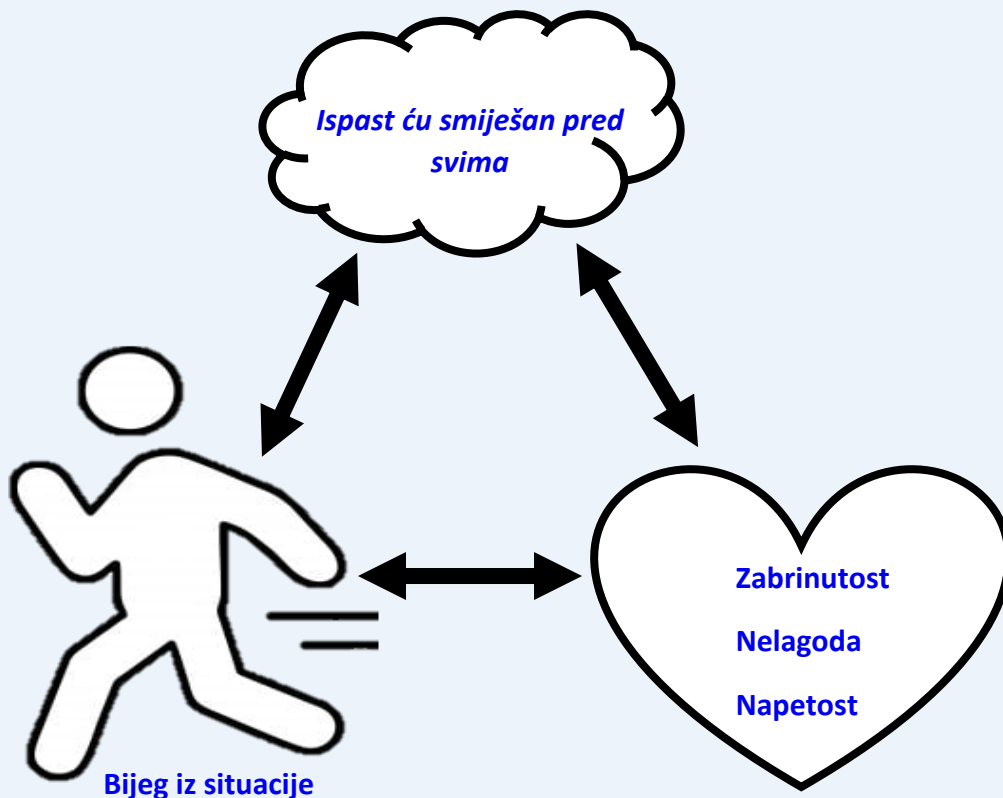 Ispast ću smiješan pred
svima
Zabrinutost
Nelagoda
Napetost
Bijeg iz situacije